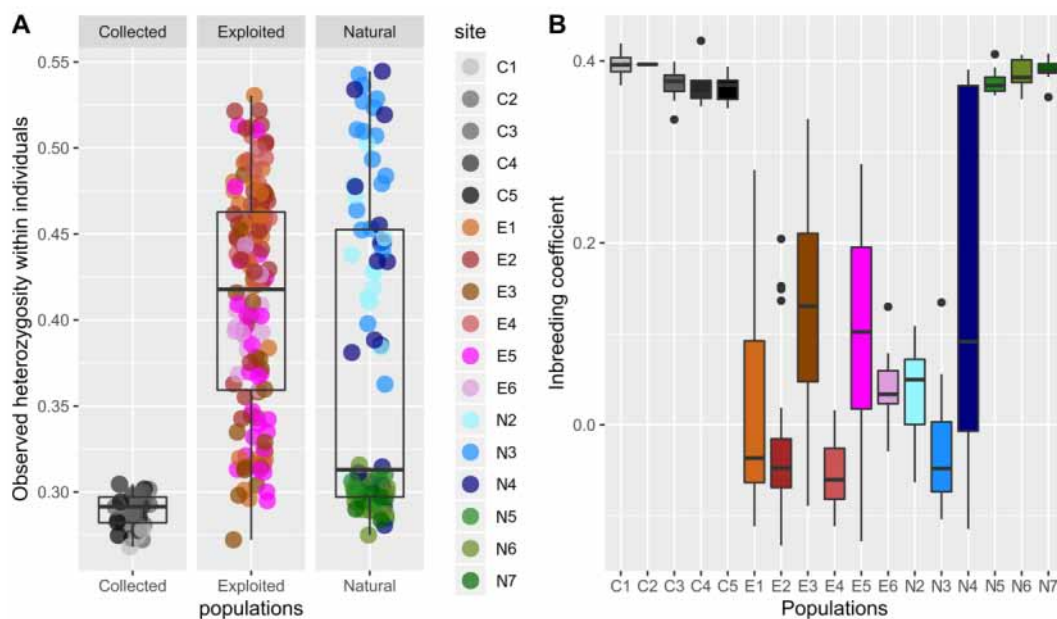 A
Collected Exploited Natural
Observed heterozygosity within individuals
0.55
0.50
0.45
0.40
0.35
0.30
Collected Exploited Natural
populations
site
C1
C2
C3
C4
C5
E1
E2
E3
E4
E5
E6
N2
N3
N4
N5
N6
N7
B
Inbreeding coefficient
0.4
0.2
0.0
C1 C2 C3 C4 C5 E1 E2 E3 E4 E5 E6 N2 N3 N4 N5 N6 N7
Populations